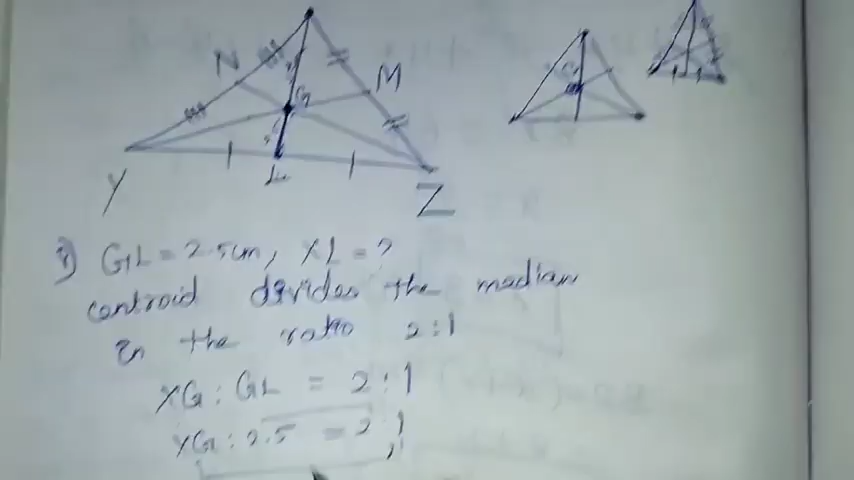 N
M
G
Y
L
Z
i) GL = 2.5cm, XL = ?
centroid divides the median
in the ratio 2:1
XG : GL = 2 : 1
XG : 2.5 = 2 : 1